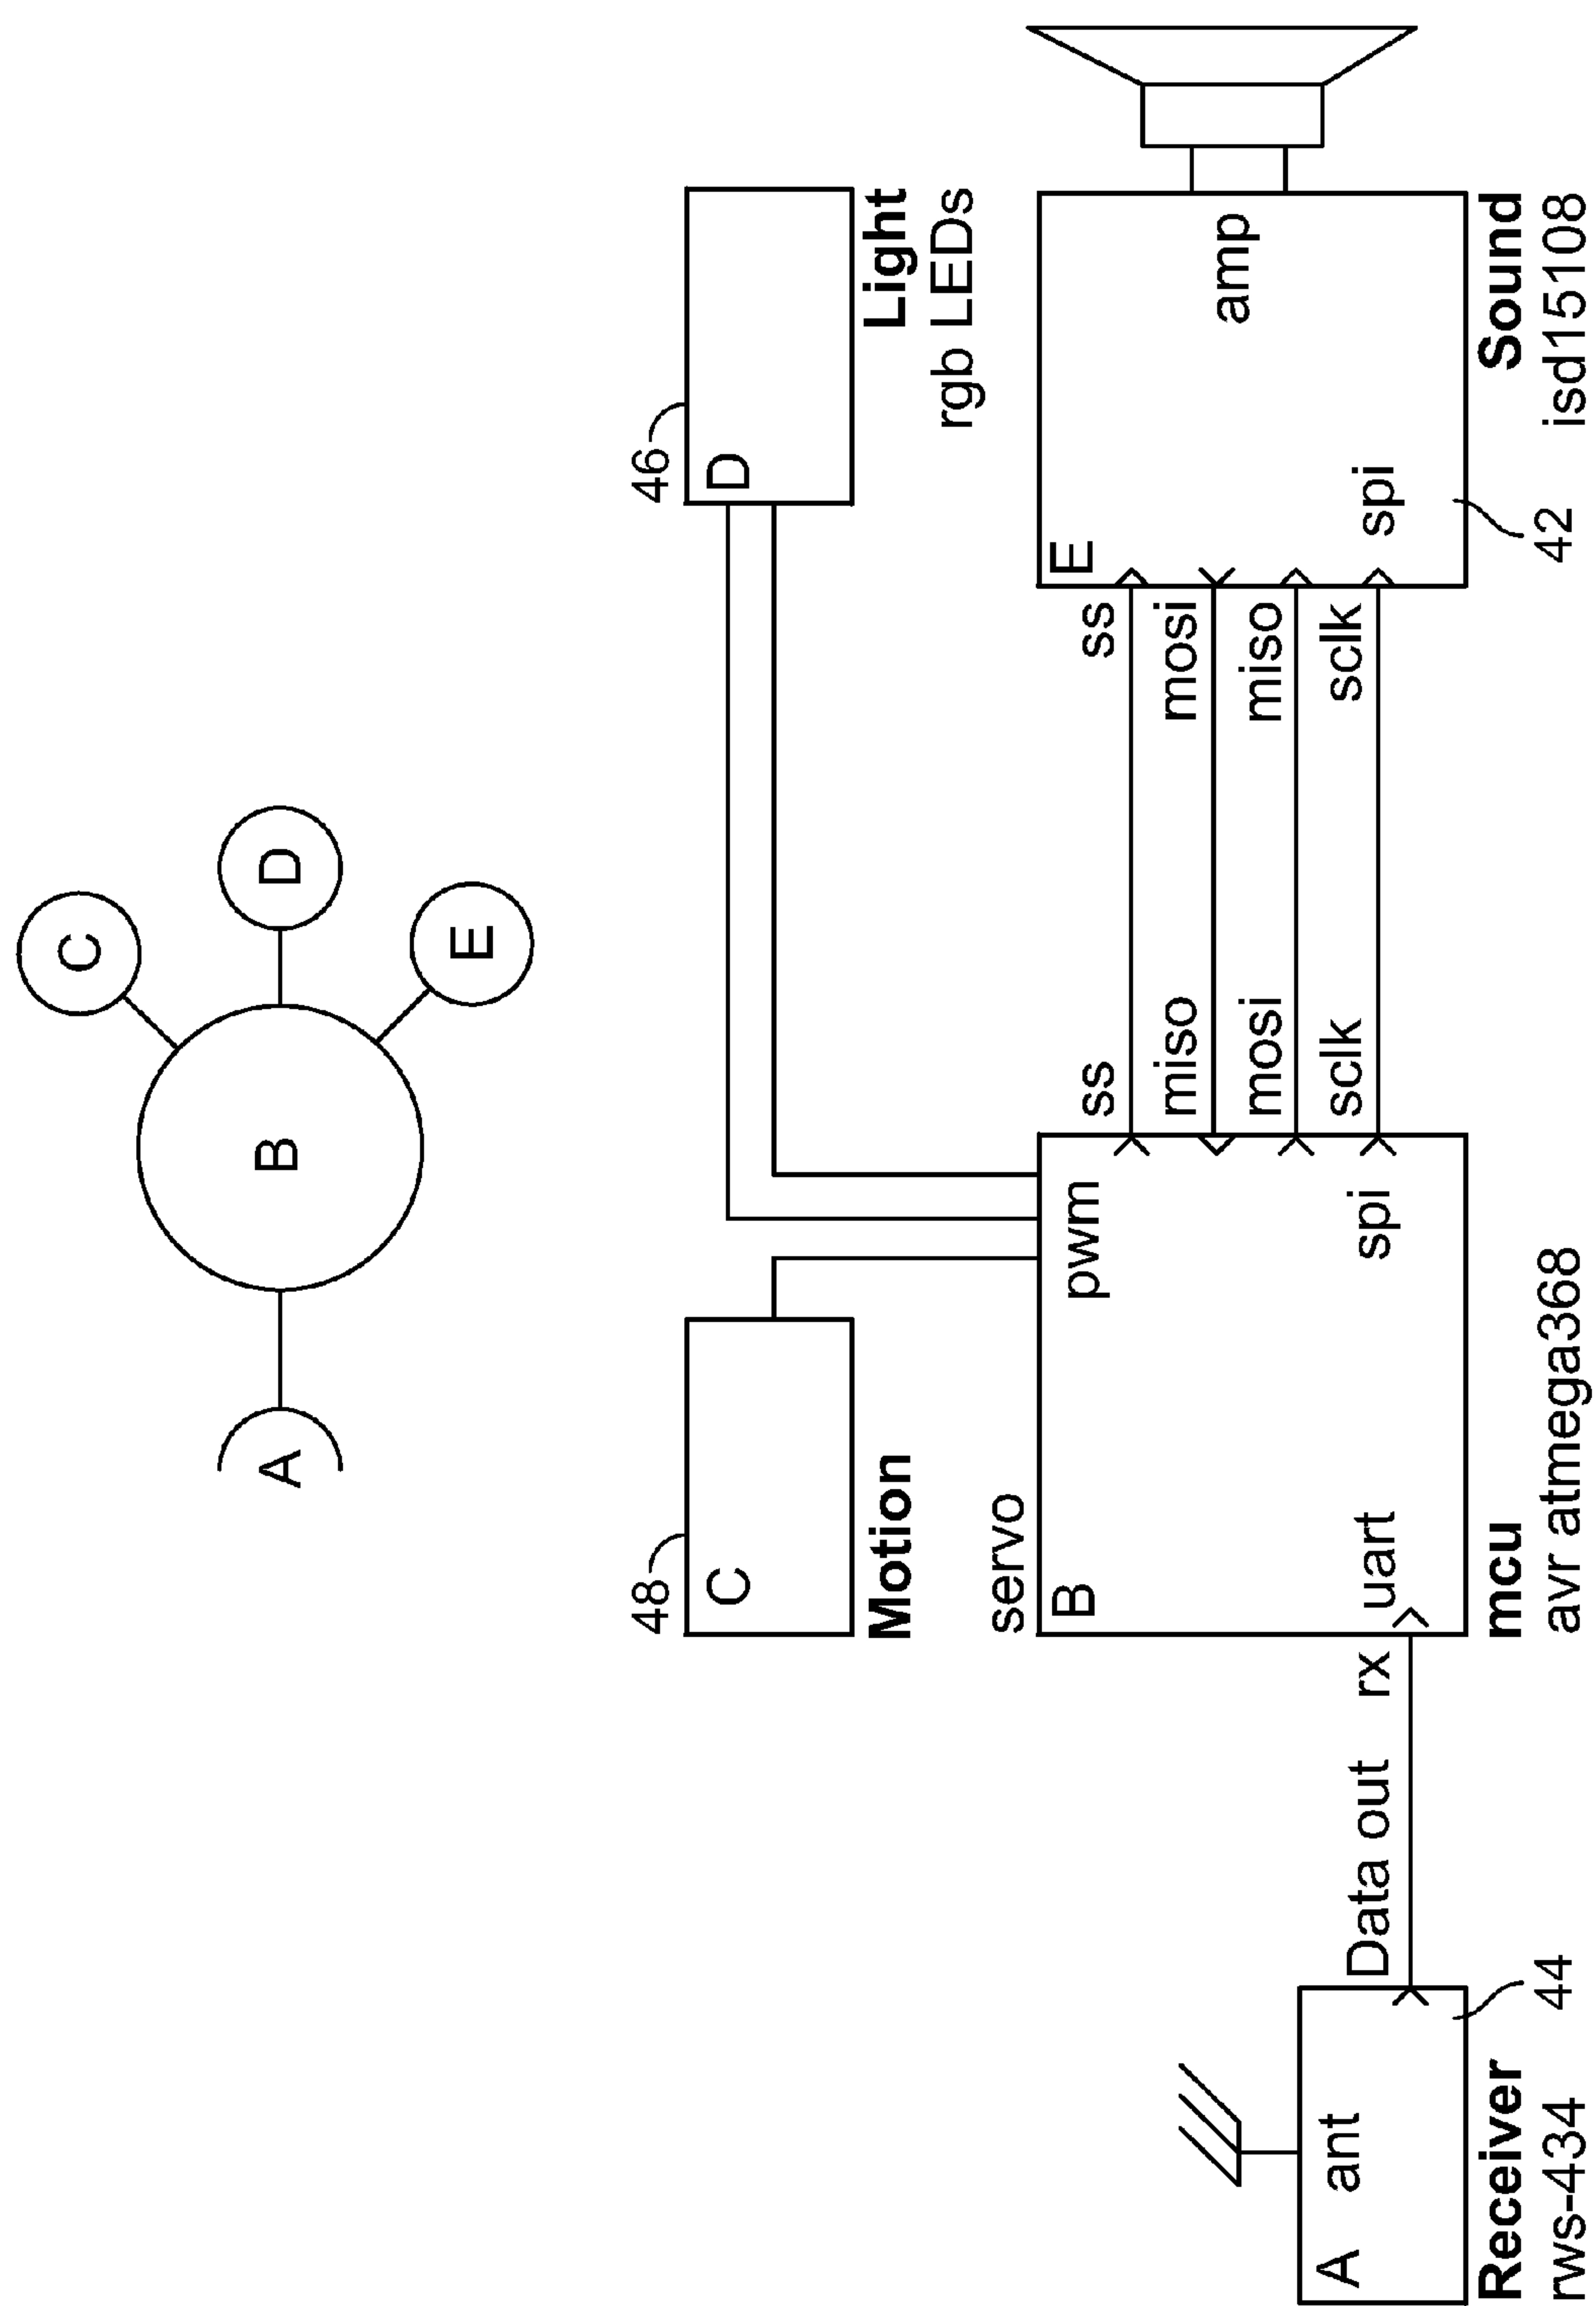 C
A
B
D
E
48
C
Motion
servo
46
D
Light
rgb LEDs
A ant
Receiver
rws-434
44
Data out
rx
B
pwm
uart
spi
mcu
avr atmega368
ss
miso
mosi
sclk
ss
mosi
miso
sclk
E
amp
spi
Sound
42
isd15108